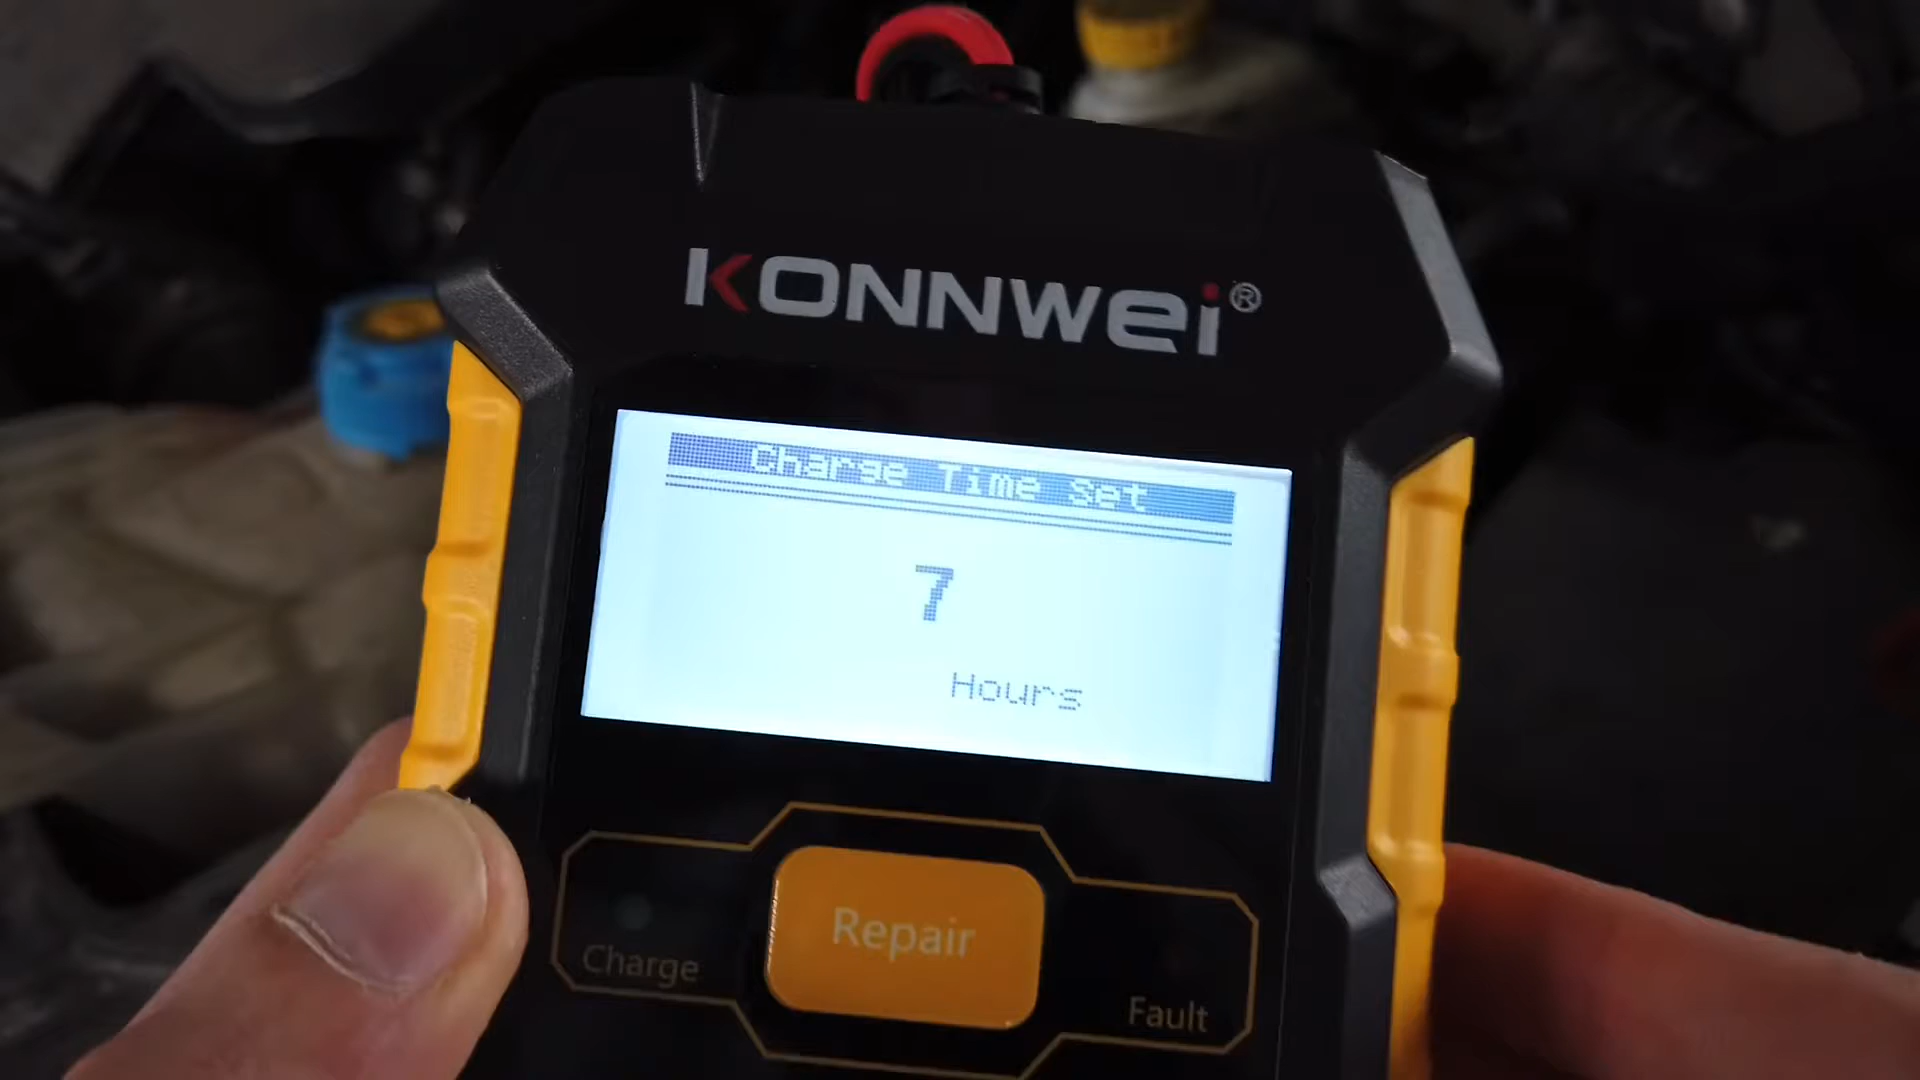 KONNWEI®
Charge Time Set
7
Hours
Repair
Charge
Fault